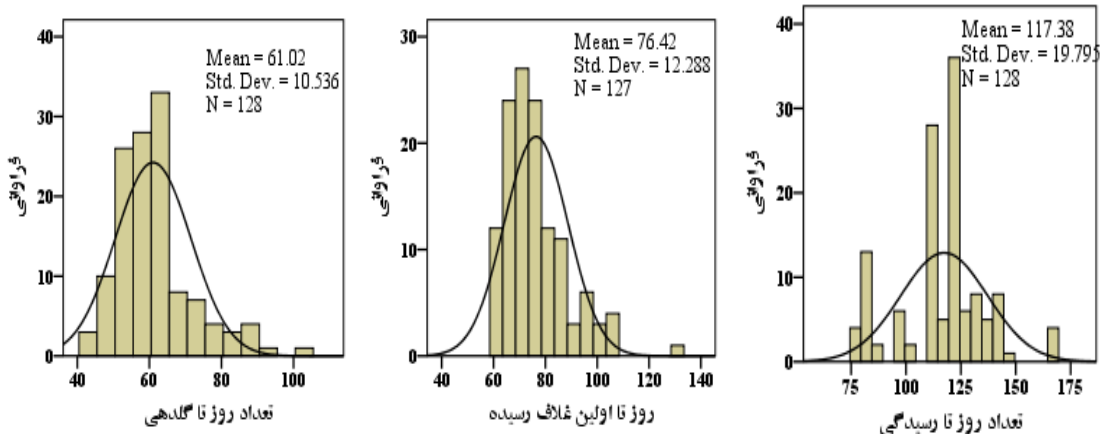 Mean = 61.02
Std. Dev. = 10.536
N = 128
فراوانی
40
30
20
10
0
40 60 80 100
تعداد روز تا گلدهی
Mean = 76.42
Std. Dev. = 12.288
N = 127
فراوانی
30
20
10
0
40 60 80 100 120 140
روز تا اولین غلاف رسیده
Mean = 117.38
Std. Dev. = 19.795
N = 128
فراوانی
40
30
20
10
0
75 100 125 150 175
تعداد روز تا رسیدگی